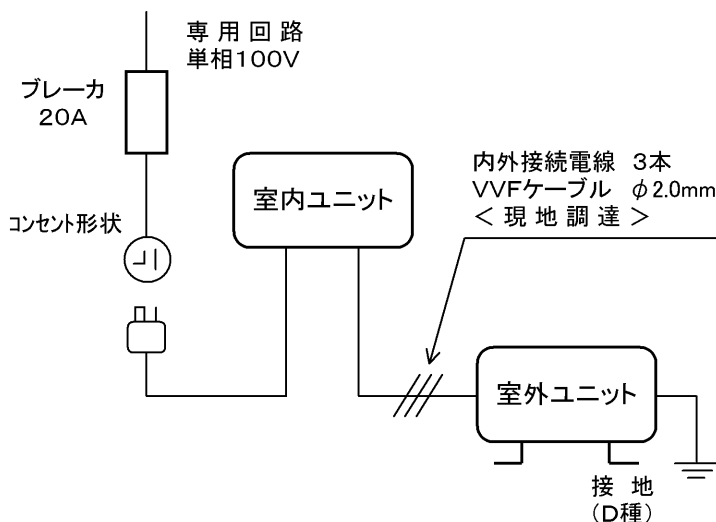 専用回路
単相100V
ブレーカ
20A
コンセント形状
室内ユニット
内外接続電線 3本
VVFケーブル φ2.0mm
＜現地調達＞
室外ユニット
接地
（D種）